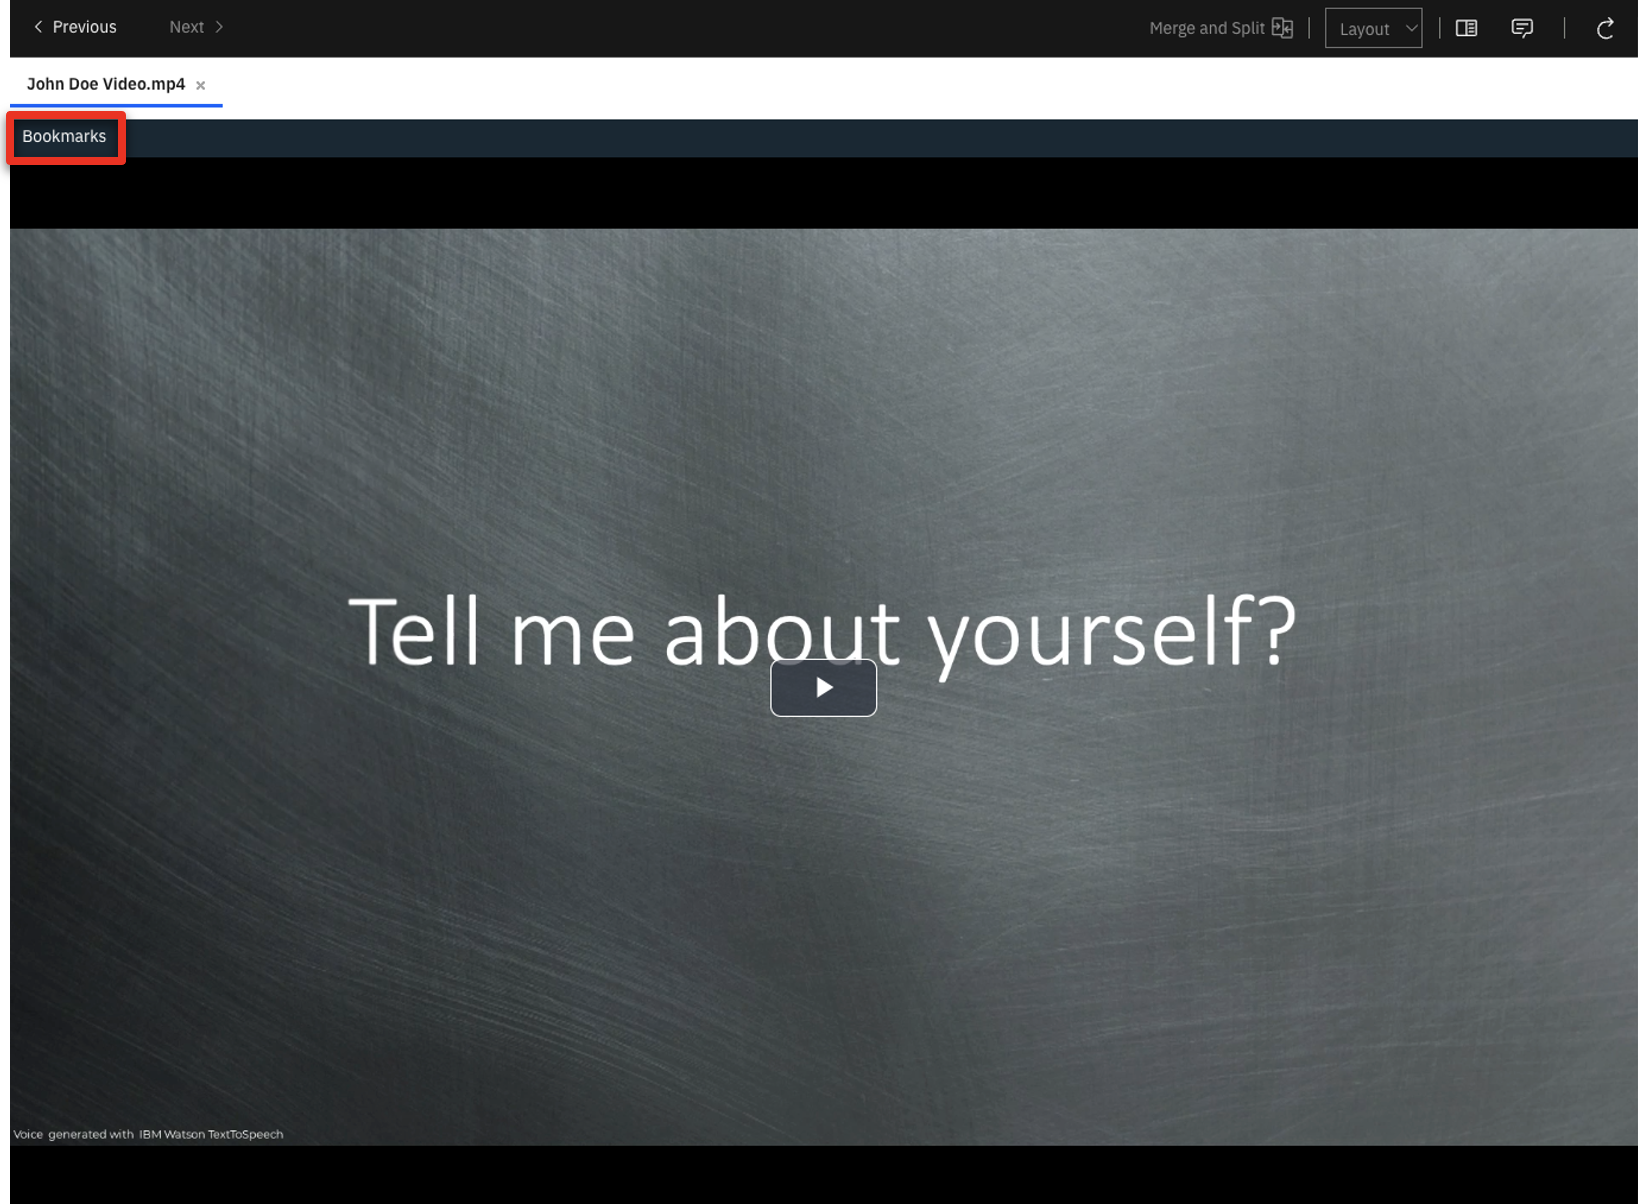 Previous Next Merge and Split Layout
John Doe Video.mp4
Bookmarks
Tell me about yourself?
Voice generated with IBM Watson TextToSpeech